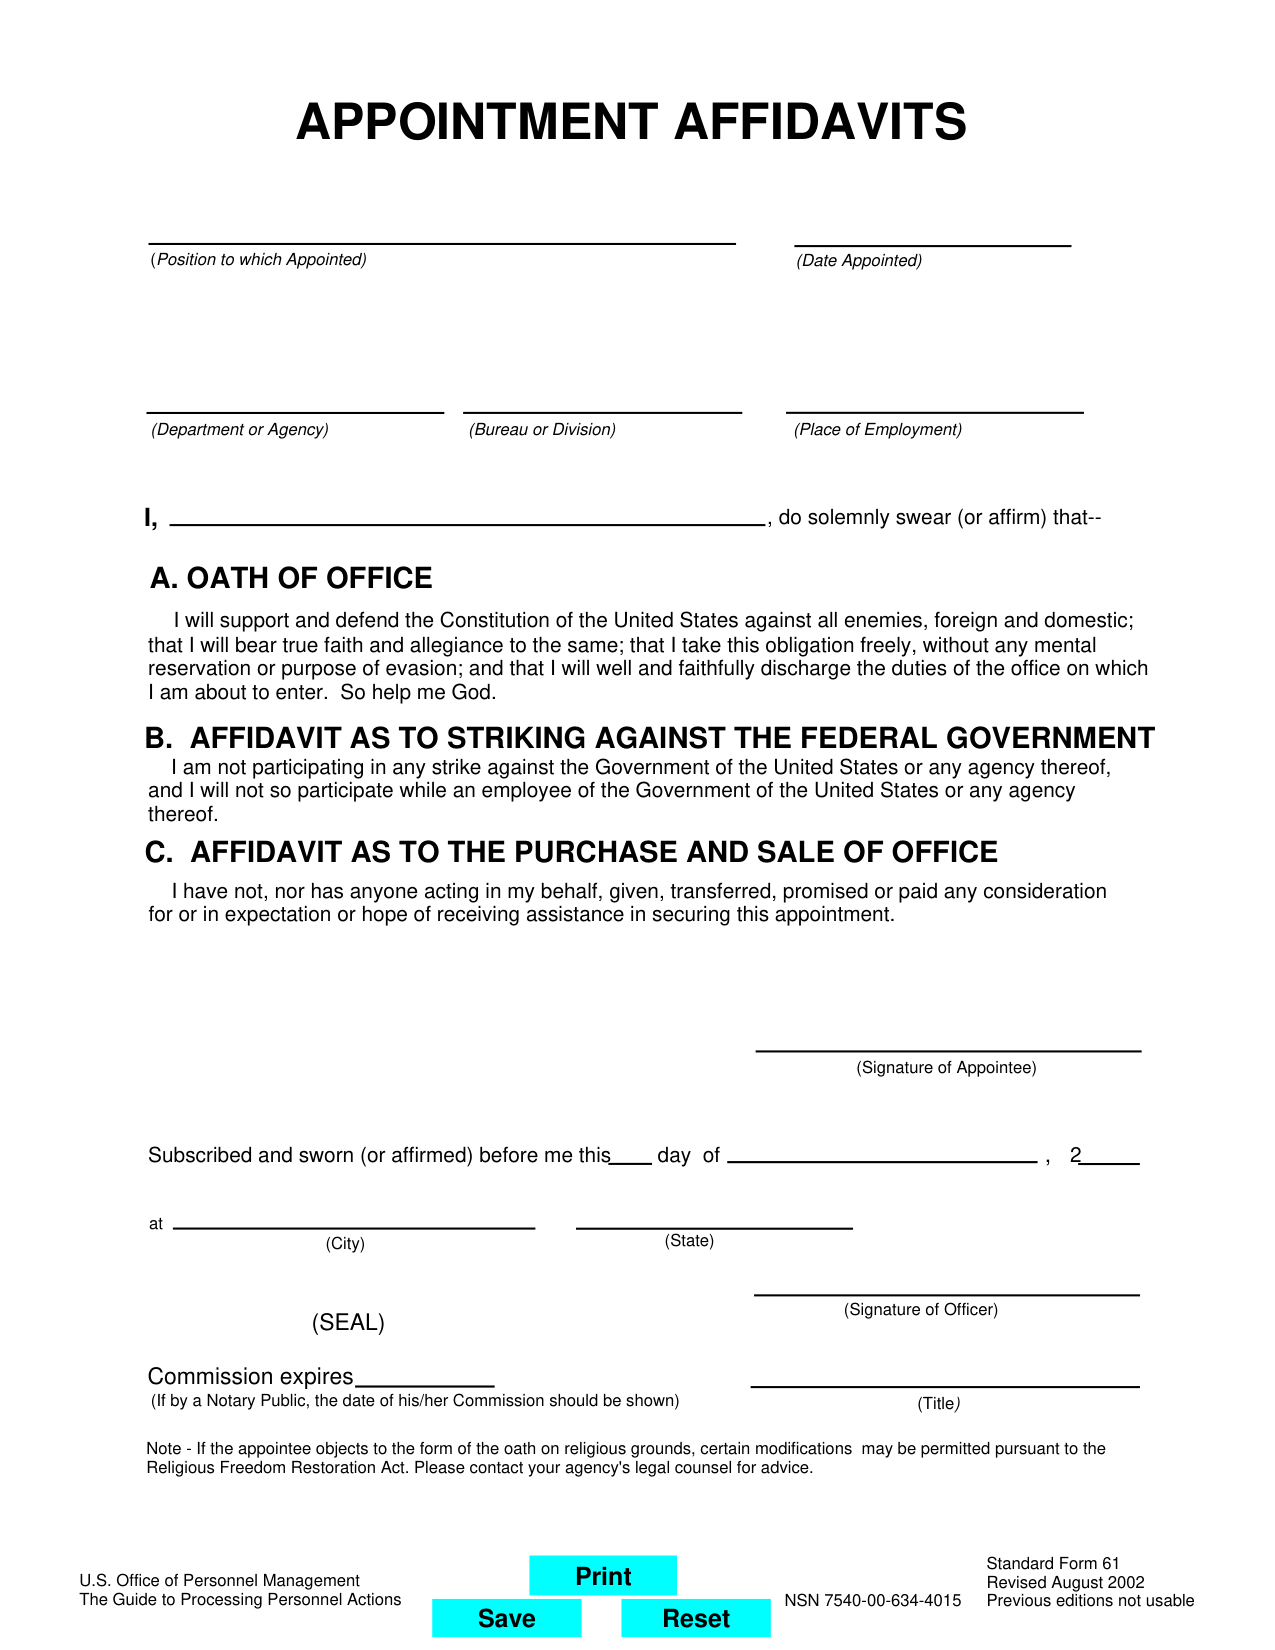 APPOINTMENT AFFIDAVITS
(Position to which Appointed) (Date Appointed)
(Department or Agency) (Bureau or Division) (Place of Employment)
I, , do solemnly swear (or affirm) that--
A. OATH OF OFFICE
I will support and defend the Constitution of the United States against all enemies, foreign and domestic;
that I will bear true faith and allegiance to the same; that I take this obligation freely, without any mental
reservation or purpose of evasion; and that I will well and faithfully discharge the duties of the office on which
I am about to enter. So help me God.
B. AFFIDAVIT AS TO STRIKING AGAINST THE FEDERAL GOVERNMENT
I am not participating in any strike against the Government of the United States or any agency thereof,
and I will not so participate while an employee of the Government of the United States or any agency
thereof.
C. AFFIDAVIT AS TO THE PURCHASE AND SALE OF OFFICE
I have not, nor has anyone acting in my behalf, given, transferred, promised or paid any consideration
for or in expectation or hope of receiving assistance in securing this appointment.
(Signature of Appointee)
Subscribed and sworn (or affirmed) before me this____ day of ____ , 2____
at
(City) (State)
(Signature of Officer)
(SEAL)
Commission expires____
(If by a Notary Public, the date of his/her Commission should be shown) (Title)
Note - If the appointee objects to the form of the oath on religious grounds, certain modifications may be permitted pursuant to the
Religious Freedom Restoration Act. Please contact your agency's legal counsel for advice.
U.S. Office of Personnel Management
The Guide to Processing Personnel Actions
Print
Save Reset
NSN 7540-00-634-4015
Standard Form 61
Revised August 2002
Previous editions not usable